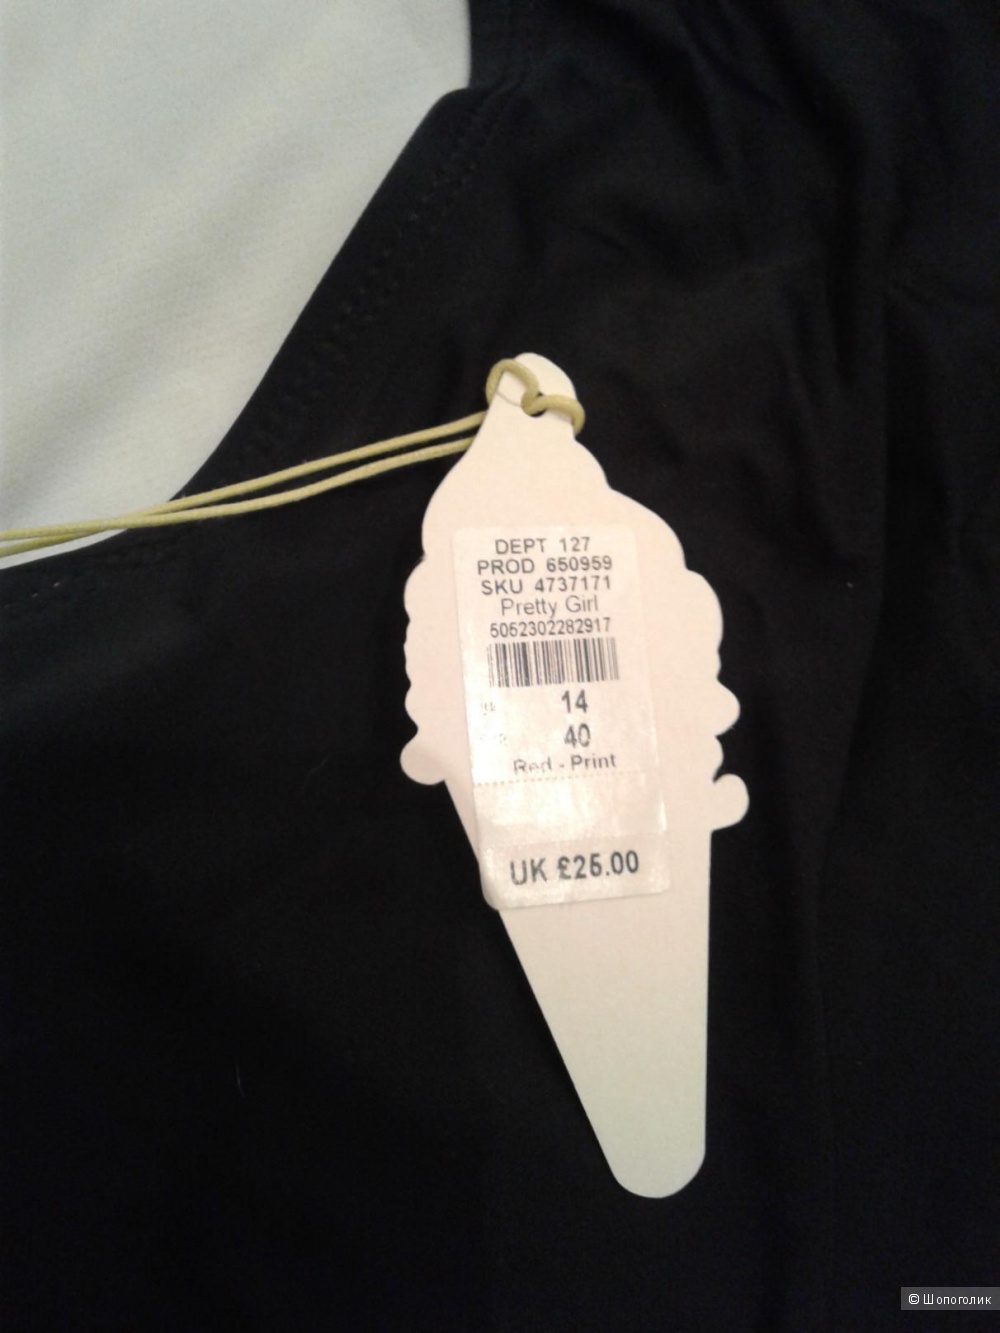 DEPT 127
PROD 650959
SKU 4737171
Pretty Girl
5052302282917
14
40
Red - Print
UK £25.00
© Шопоголик